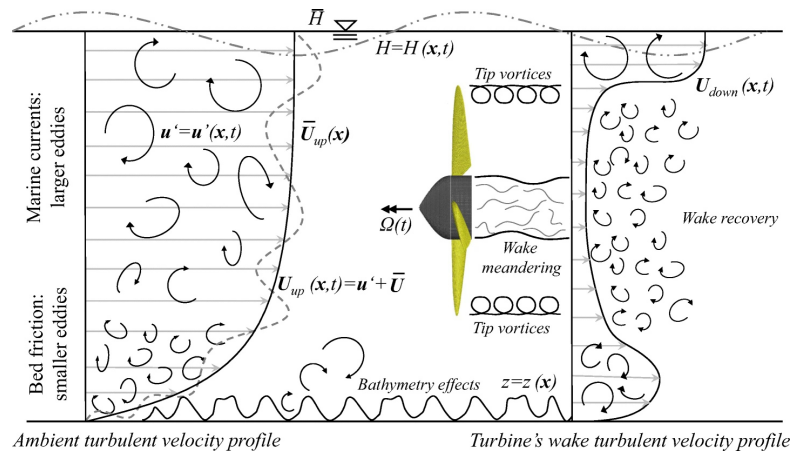 H̅
H=H(x,t)
Tip vortices
U_down (x,t)
Marine currents:
larger eddies
u‘=u’(x,t)
U̅_up(x)
Ω(t)
Wake recovery
Wake
meandering
U_up (x,t)=u‘+U̅
Bed friction:
smaller eddies
Tip vortices
Bathymetry effects
z=z(x)
Ambient turbulent velocity profile
Turbine’s wake turbulent velocity profile